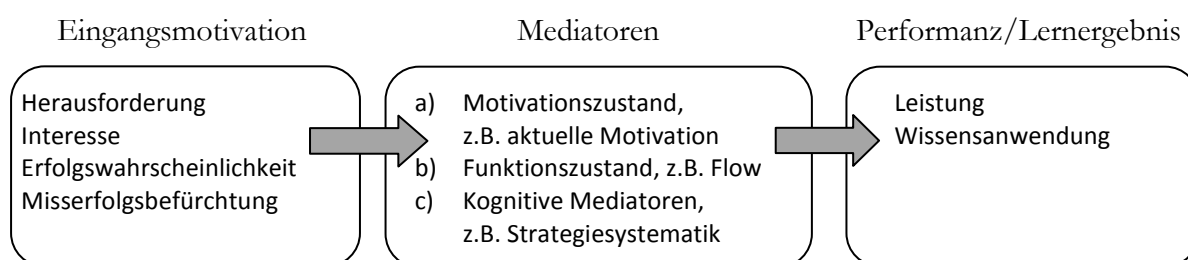 Eingangsmotivation
Mediatoren
Performanz/Lernergebnis
Herausforderung
Interesse
Erfolgswahrscheinlichkeit
Misserfolgsbefürchtung
a) Motivationszustand,
z.B. aktuelle Motivation
b) Funktionszustand, z.B. Flow
c) Kognitive Mediatoren,
z.B. Strategiesystematik
Leistung
Wissensanwendung